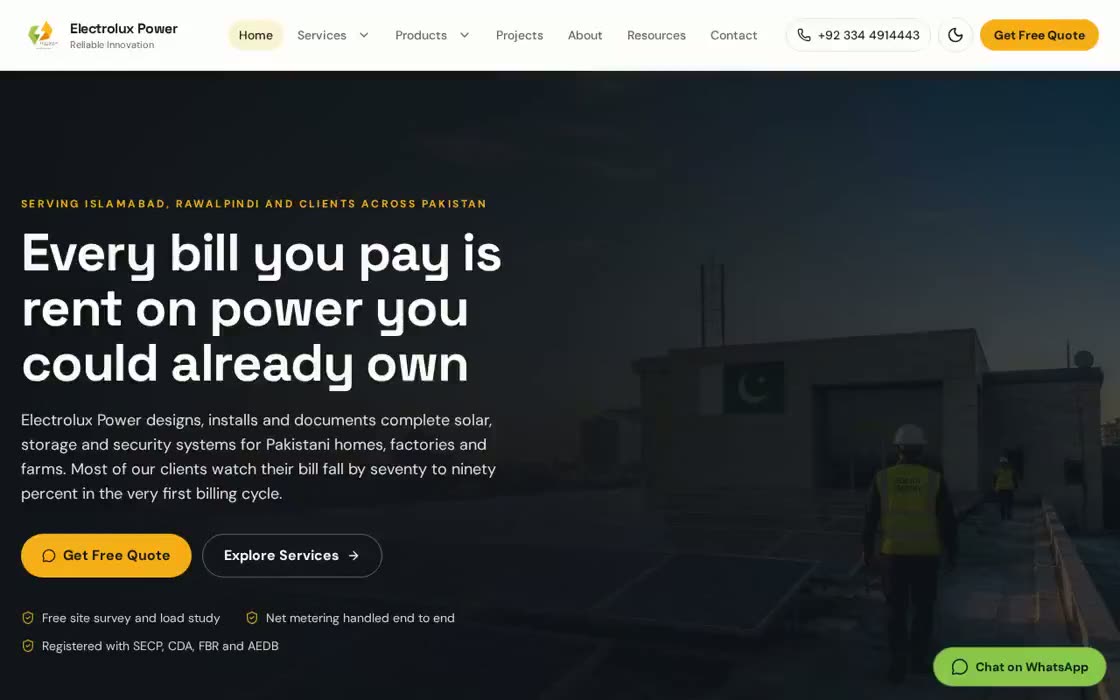 Electrolux Power
Reliable Innovation
Home
Services
Products
Projects
About
Resources
Contact
+92 334 4914443
Get Free Quote
SERVING ISLAMABAD, RAWALPINDI AND CLIENTS ACROSS PAKISTAN
Every bill you pay is
rent on power you
could already own
Electrolux Power designs, installs and documents complete solar,
storage and security systems for Pakistani homes, factories and
farms. Most of our clients watch their bill fall by seventy to ninety
percent in the very first billing cycle.
Get Free Quote
Explore Services
Free site survey and load study
Net metering handled end to end
Registered with SECP, CDA, FBR and AEDB
Chat on WhatsApp